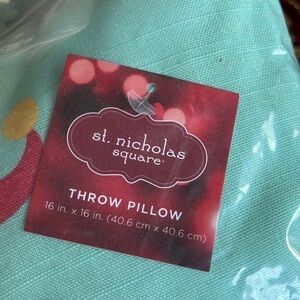 st. nicholas
square®
THROW PILLOW
16 in. x 16 in. (40.6 cm x 40.6 cm)